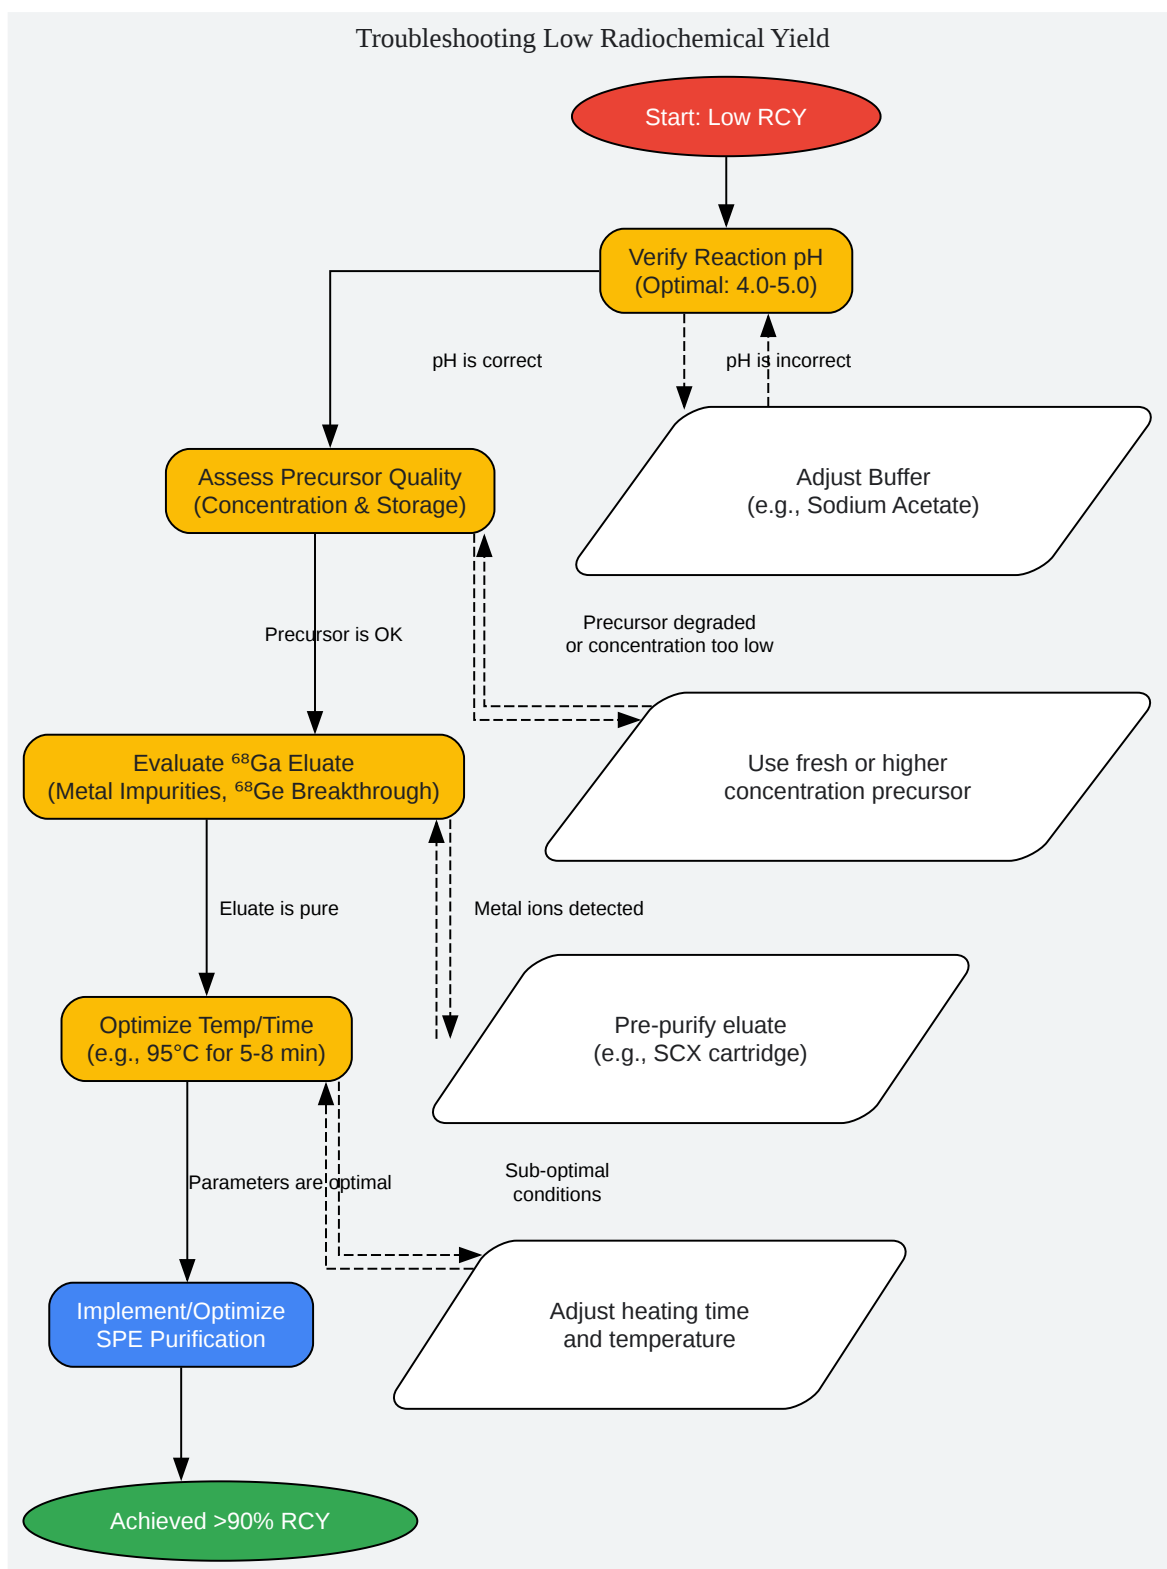 Troubleshooting Low Radiochemical Yield
Start: Low RCY
Verify Reaction pH
(Optimal: 4.0-5.0)
pH is correct
pH is incorrect
Assess Precursor Quality
(Concentration & Storage)
Adjust Buffer
(e.g., Sodium Acetate)
Precursor is OK
Precursor degraded
or concentration too low
Evaluate ⁶⁸Ga Eluate
(Metal Impurities, ⁶⁸Ge Breakthrough)
Use fresh or higher
concentration precursor
Eluate is pure
Metal ions detected
Optimize Temp/Time
(e.g., 95°C for 5-8 min)
Pre-purify eluate
(e.g., SCX cartridge)
Parameters are optimal
Sub-optimal
conditions
Implement/Optimize
SPE Purification
Adjust heating time
and temperature
Achieved >90% RCY